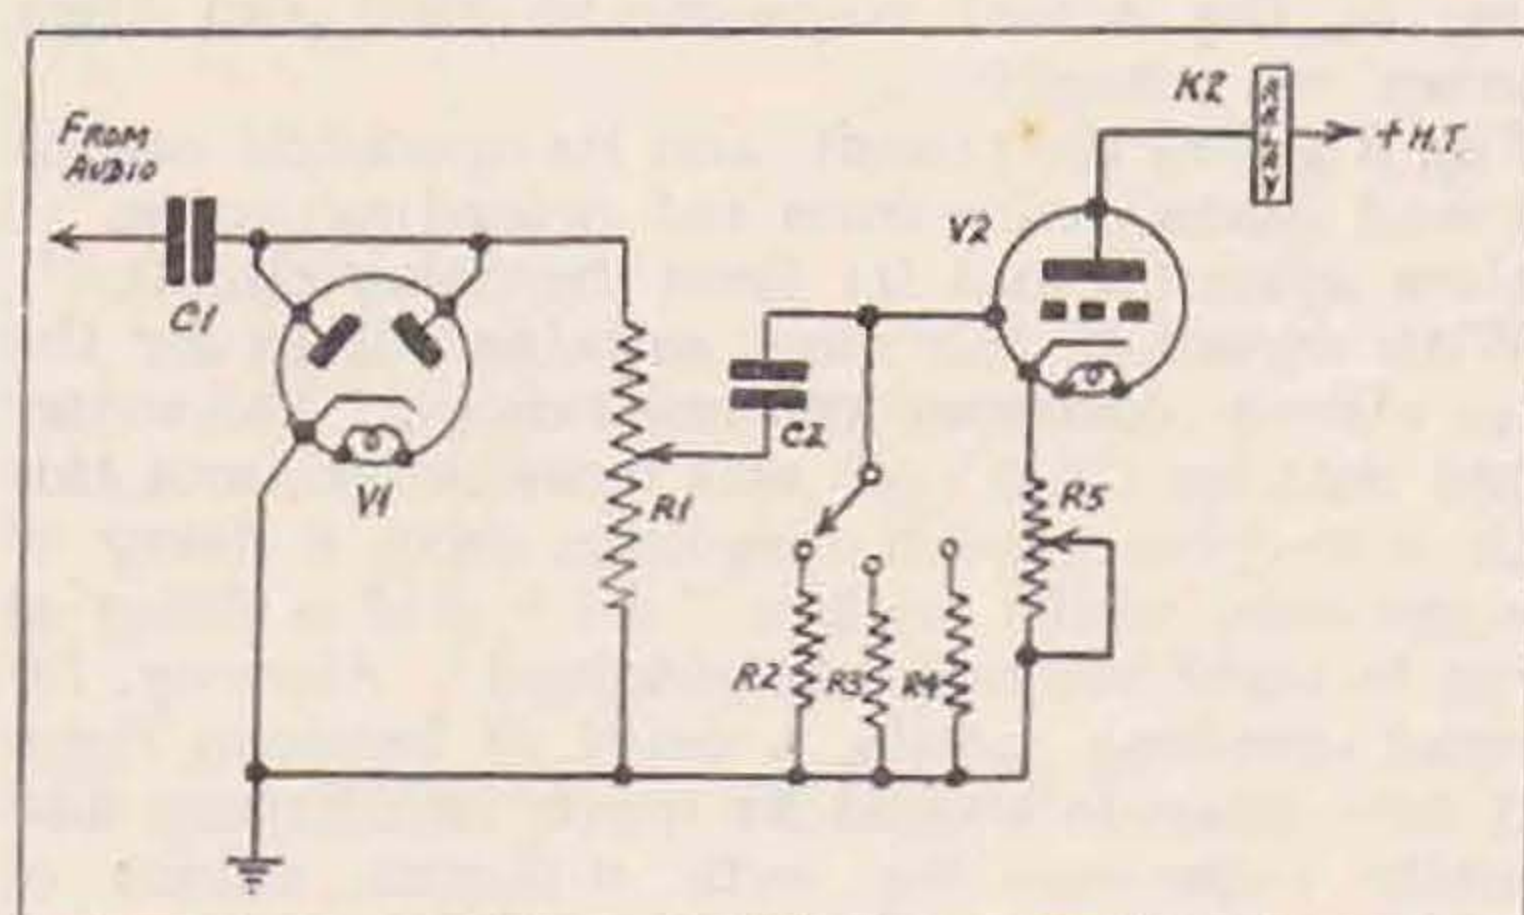 FROM
AUDIO
C1
V1
R1
C2
R2
R3
R4
V2
R5
K2
RELAY
+ H.T.